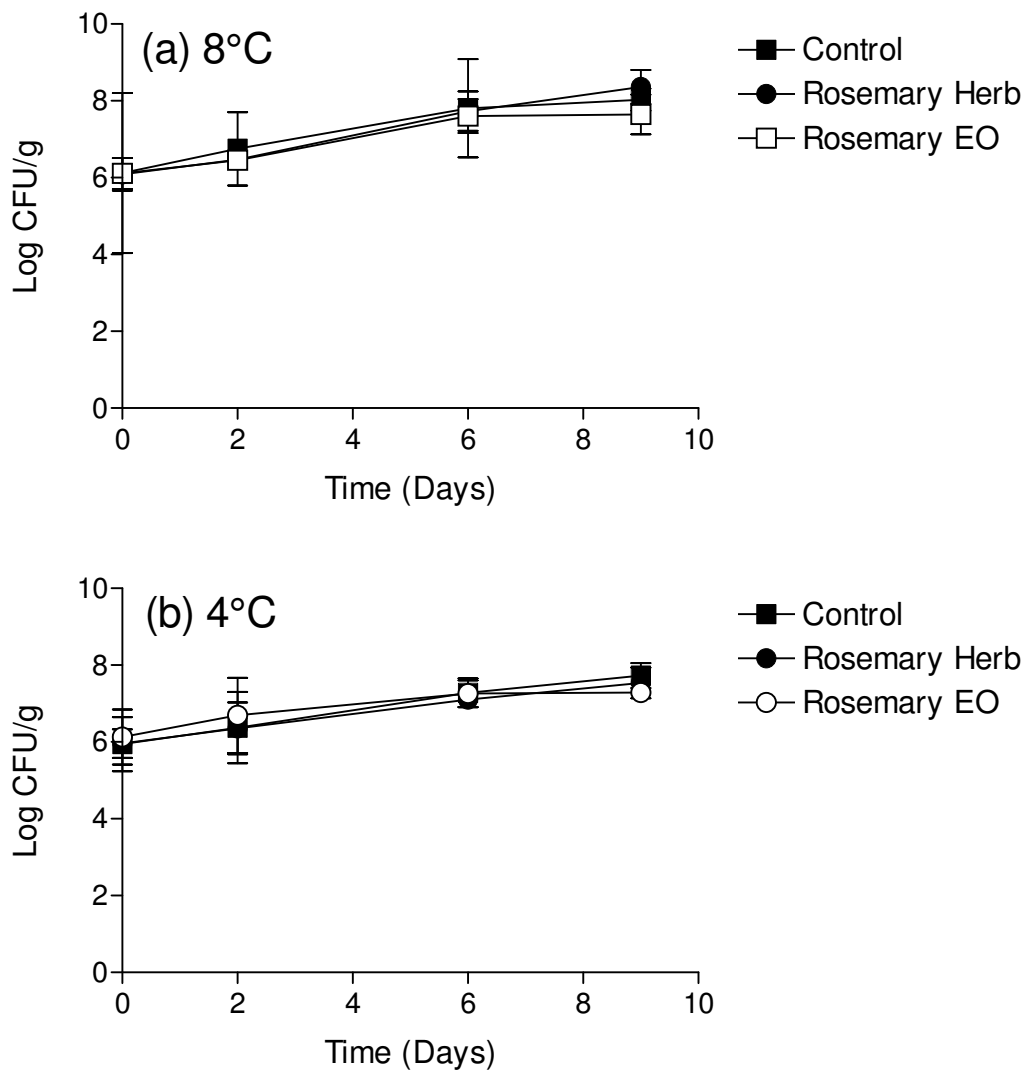 (a) 8°C
Control
Rosemary Herb
Rosemary EO
10
8
6
4
2
0
Log CFU/g
0 2 4 6 8 10
Time (Days)
(b) 4°C
Control
Rosemary Herb
Rosemary EO
10
8
6
4
2
0
Log CFU/g
0 2 4 6 8 10
Time (Days)